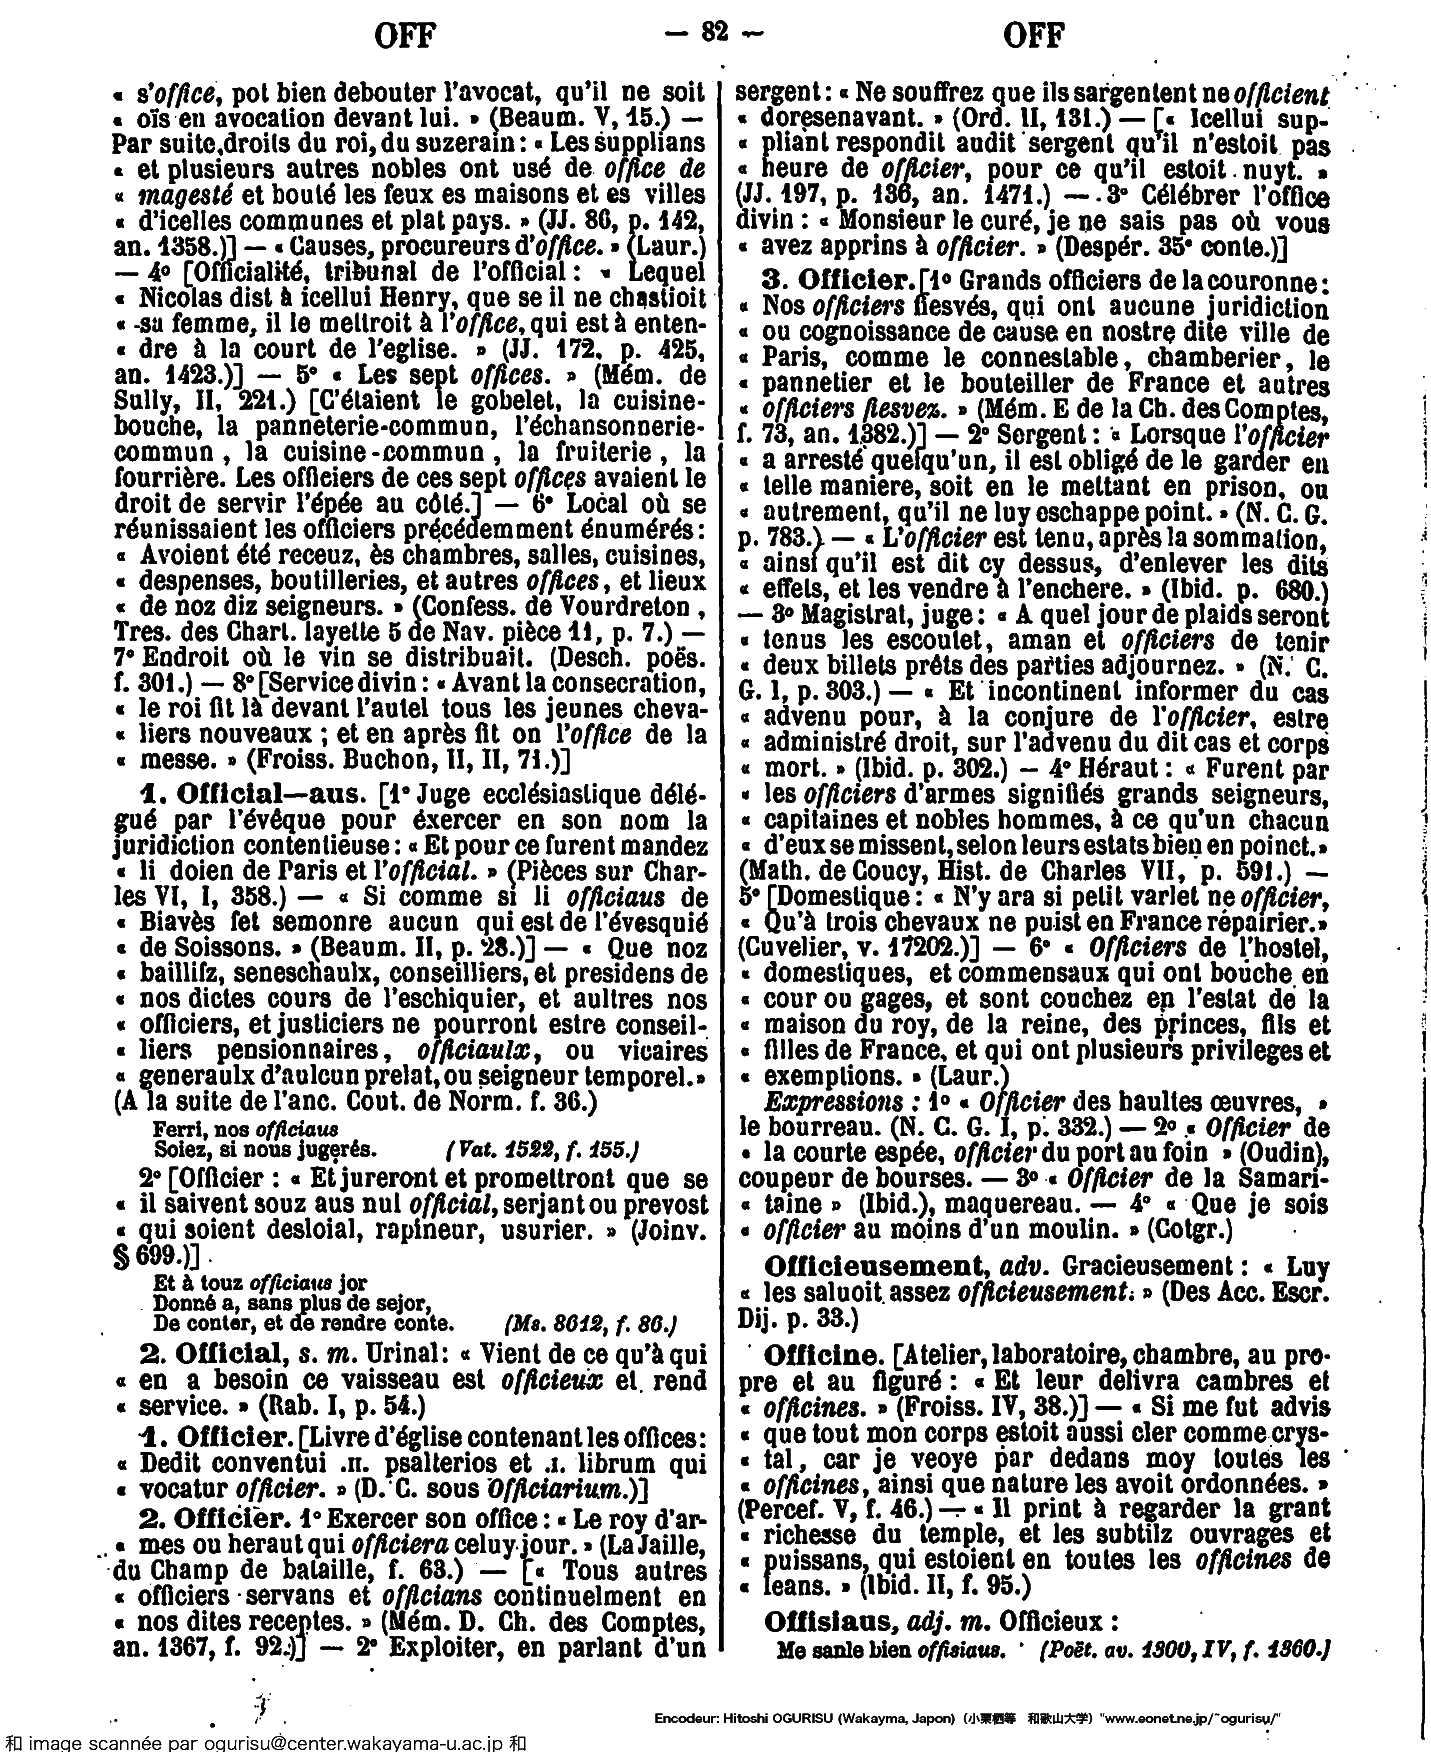 OFF — 82 — OFF
« s'office, pot bien debouter l'avocat, qu'il ne soit
« oïs en avocation devant lui. » (Beaum. V, 15.) —
Par suite, droits du roi, du suzerain : « Les supplians
« et plusieurs autres nobles ont usé de office de
« magesté et bouté les feux es maisons et es villes
« d'icelles communes et plat pays. » (JJ. 86, p. 142,
an. 1358.)] — « Causes, procureurs d'office. » (Laur.)
— 4° [Officialité, tribunal de l'official : « Lequel
« Nicolas dist à icellui Henry, que se il ne chastioit
« sa femme, il le mettroit à l'office, qui est à enten-
« dre à la court de l'eglise. » (JJ. 172, p. 425,
an. 1423.)] — 5° « Les sept offices. » (Mém. de
Sully, II, 221.) [C'étaient le gobelet, la cuisine-
bouche, la panneterie-commun, l'échansonnerie-
commun, la cuisine-commun, la fruiterie, la
fourrière. Les officiers de ces sept offices avaient le
droit de servir l'épée au côté.] — 6° Local où se
réunissaient les officiers précédemment énumérés :
« Avoient été receuz, ès chambres, salles, cuisines,
« despenses, boutilleries, et autres offices, et lieux
« de noz diz seigneurs. » (Confess. de Vourdreton,
Tres. des Chart. layette 5 de Nav. pièce 11, p. 7.) —
7° Endroit où le vin se distribuait. (Desch. poës.
f. 301.) — 8° [Service divin : « Avant la consecration,
« le roi fit là devant l'autel tous les jeunes cheva-
« liers nouveaux ; et en après fit on l'office de la
« messe. » (Froiss. Buchon, II, II, 71.)]
1. Official—aus. [1° Juge ecclésiastique délé-
gué par l'évêque pour éxercer en son nom la
juridiction contentieuse : « Et pour ce furent mandez
« li doien de Paris et l'official. » (Pièces sur Char-
les VI, I, 358.) — « Si comme si li officiaus de
« Biavès fet semonre aucun qui est de l'évesquié
« de Soissons. » (Beaum. II, p. 28.)] — « Que noz
« baillifz, seneschaulx, conseilliers, et presidens de
« nos dictes cours de l'eschiquier, et aultres nos
« officiers, et justiciers ne pourront estre conseil-
« liers pensionnaires, officiaulx, ou vicaires
« generaulx d'aulcun prelat, ou seigneur temporel. »
(A la suite de l'anc. Cout. de Norm. f. 36.)
Ferri, nos officiaus
Soiez, si nous jugerés. (Vat. 1522, f. 155.)
2° [Officier : « Et jureront et promettront que se
« il saivent souz aus nul official, serjant ou prevost
« qui soient desloial, rapineur, usurier. » (Joinv.
§ 699.)].
Et à touz officiaus jor
Donné a, sans plus de sejor,
De conter, et de rendre conte. (Ms. 8612, f. 86.)
2. Official, s. m. Urinal : « Vient de ce qu'à qui
« en a besoin ce vaisseau est officieux et rend
« service. » (Rab. I, p. 54.)
1. Officier. [Livre d'église contenant les offices :
« Dedit conventui .II. psalterios et .I. librum qui
« vocatur officier. » (D. C. sous Officiarium.)]
2. Officier. 1° Exercer son office : « Le roy d'ar-
« mes ou heraut qui officiera celuy jour. » (La Jaille,
du Champ de bataille, f. 63.) — [« Tous autres
« officiers servans et officians continuelment en
« nos dites receptes. » (Mém. D. Ch. des Comptes,
an. 1367, f. 92.)] — 2° Exploiter, en parlant d'un
sergent : « Ne souffrez que ils sargentent ne officient
« doresenavant. » (Ord. II, 131.) — [« Icellui sup-
« pliant respondit audit sergent qu'il n'estoit pas
« heure de officier, pour ce qu'il estoit nuyt. »
(JJ. 197, p. 136, an. 1471.) — 3° Célébrer l'office
divin : « Monsieur le curé, je ne sais pas où vous
« avez apprins à officier. » (Despér. 35e conte.)]
3. Officier. [1° Grands officiers de la couronne :
« Nos officiers fiesvés, qui ont aucune juridiction
« ou cognoissance de cause en nostre dite ville de
« Paris, comme le connestable, chamberier, le
« pannetier et le bouteiller de France et autres
« officiers fiesvez. » (Mém. E de la Ch. des Comptes,
f. 73, an. 1382.)] — 2° Sergent : « Lorsque l'officier
« a arresté quelqu'un, il est obligé de le garder en
« telle maniere, soit en le mettant en prison, ou
« autrement, qu'il ne luy eschappe point. » (N. C. G.
p. 783.) — « L'officier est tenu, après la sommation,
« ainsi qu'il est dit cy dessus, d'enlever les dits
« effets, et les vendre à l'enchere. » (Ibid. p. 680.)
— 3° Magistrat, juge : « A quel jour de plaids seront
« tenus les escoutet, aman et officiers de tenir
« deux billets prêts des parties adjournez. » (N. C.
G. I, p. 303.) — « Et incontinent informer du cas
« advenu pour, à la conjure de l'officier, estre
« administré droit, sur l'advenu du dit cas et corps
« mort. » (Ibid. p. 302.) — 4° Héraut : « Furent par
« les officiers d'armes signifiés grands seigneurs,
« capitaines et nobles hommes, à ce qu'un chacun
« d'eux se missent, selon leurs estats bien en poinct. »
(Math. de Coucy, Hist. de Charles VII, p. 591.) —
5° [Domestique : « N'y ara si petit varlet ne officier,
« Qu'à trois chevaux ne puist en France répairier. »
(Cuvelier, v. 17202.)] — 6° « Officiers de l'hostel,
« domestiques, et commensaux qui ont bouche en
« cour ou gages, et sont couchez en l'estat de la
« maison du roy, de la reine, des princes, fils et
« filles de France, et qui ont plusieurs privileges et
« exemptions. » (Laur.)
Expressions : 1° « Officier des haultes œuvres, »
le bourreau. (N. C. G. I, p. 332.) — 2° « Officier de
« la courte espée, officier du port au foin » (Oudin),
coupeur de bourses. — 3° « Officier de la Samari-
« taine » (Ibid.), maquereau. — 4° « Que je sois
« officier au moins d'un moulin. » (Cotgr.)
Officieusement, adv. Gracieusement : « Luy
« les saluoit assez officieusement. » (Des Acc. Escr.
Dij. p. 33.)
Officine. [Atelier, laboratoire, chambre, au pro-
pre et au figuré : « Et leur delivra cambres et
« officines. » (Froiss. IV, 38.)] — « Si me fut advis
« que tout mon corps estoit aussi cler comme crys-
« tal, car je veoye par dedans moy toutes les
« officines, ainsi que nature les avoit ordonnées. »
(Percef. V, f. 46.) — « Il print à regarder la grant
« richesse du temple, et les subtilz ouvrages et
« puissans, qui estoient en toutes les officines de
« leans. » (Ibid. II, f. 95.)
Offisiaus, adj. m. Officieux :
Me sanle bien offisiaus. (Poët. av. 1300, IV, f. 1360.)
Encodeur: Hitoshi OGURISU (Wakayma, Japon) (小栗栖等 和歌山大学) "www.eonet.ne.jp/~ogurisu/"
和 image scannée par ogurisu@center.wakayama-u.ac.jp 和